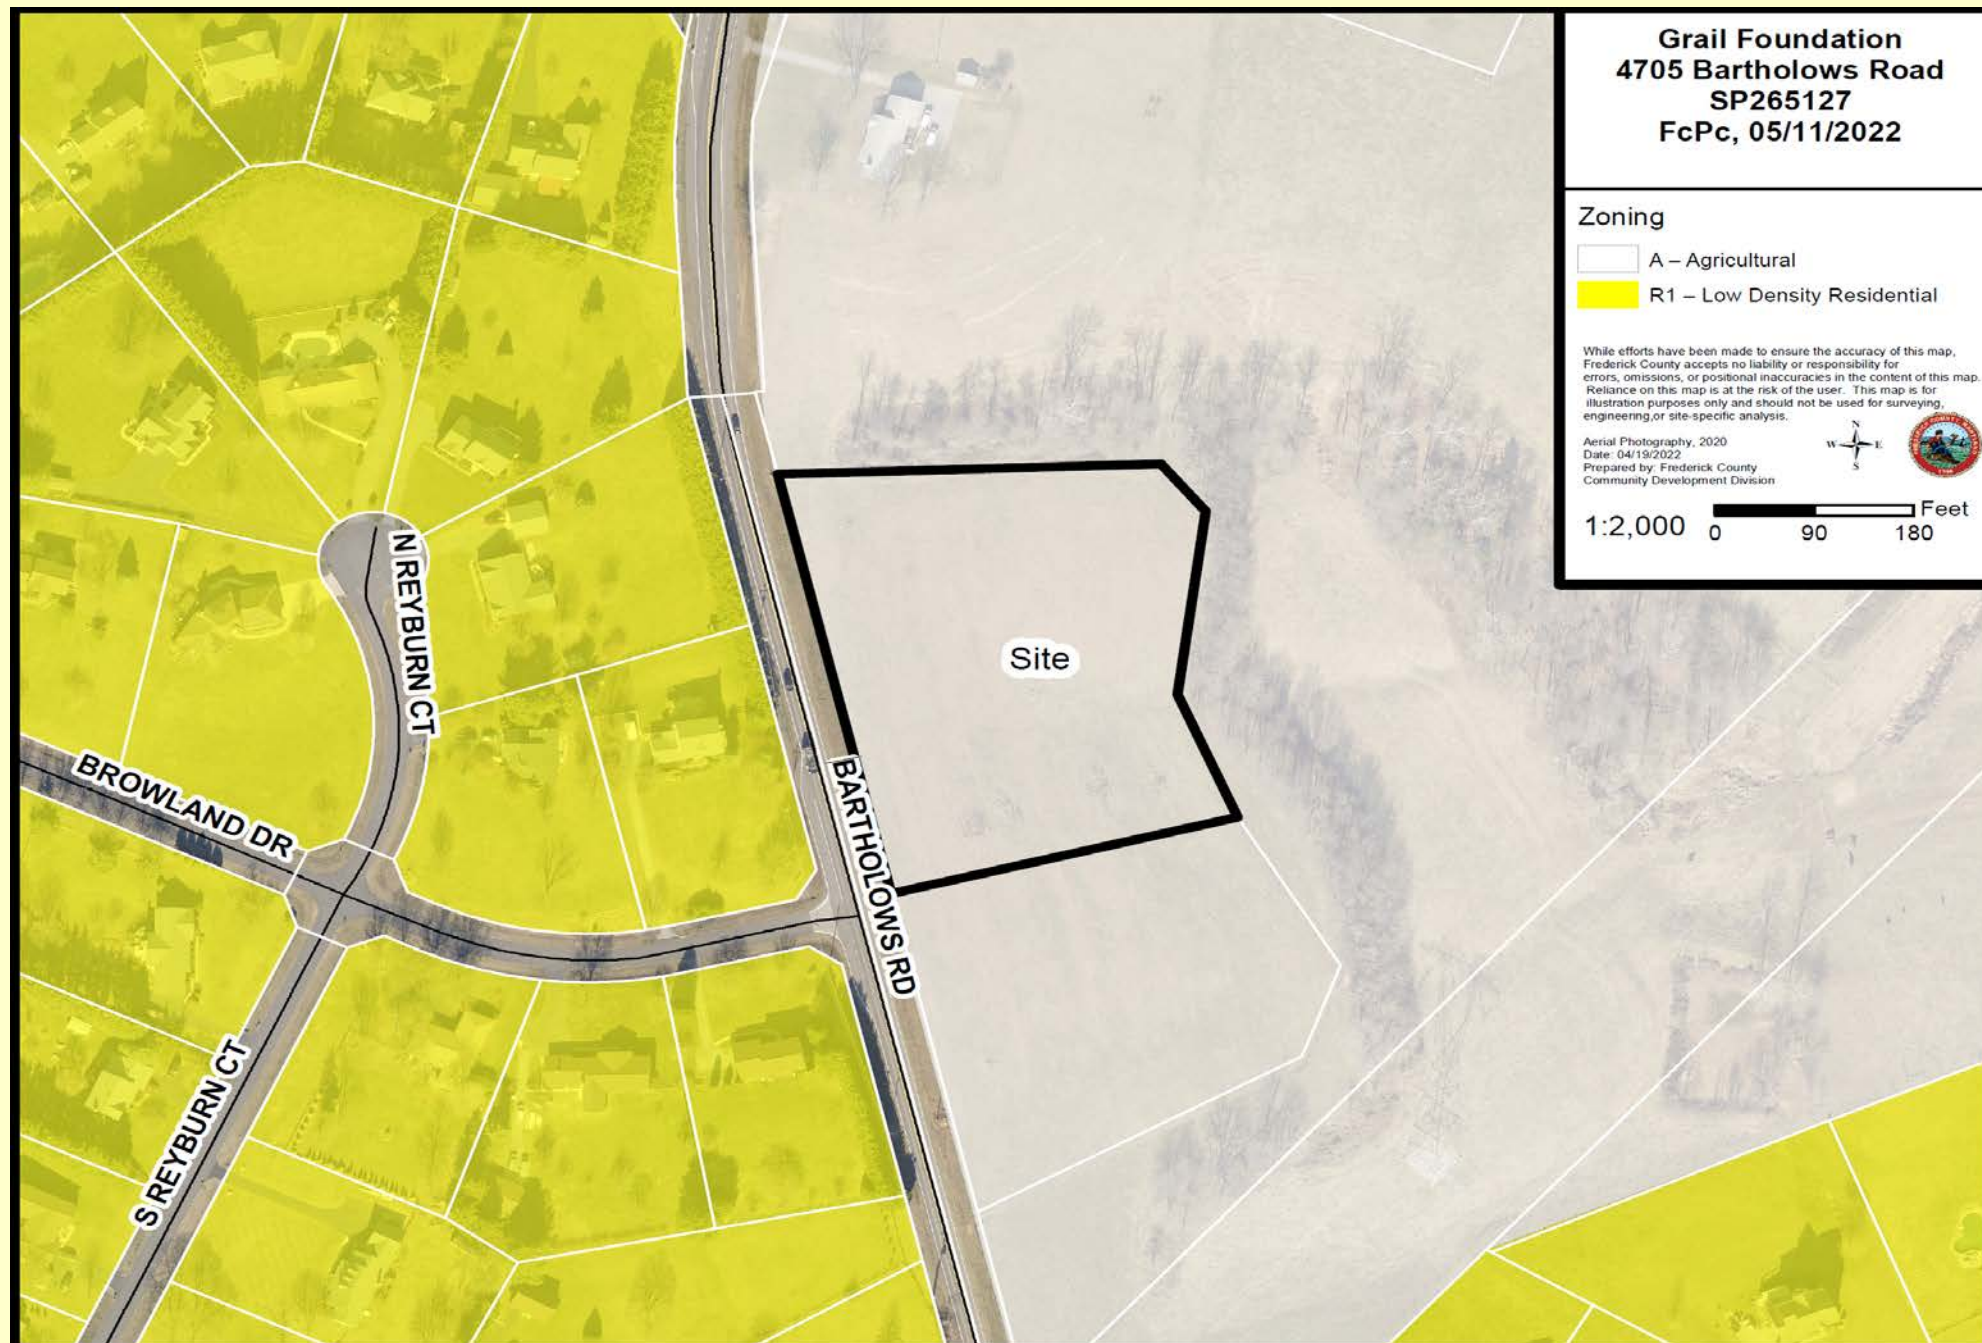 Grail Foundation
4705 Bartholows Road
SP265127
FcPc, 05/11/2022
Zoning
A – Agricultural
R1 – Low Density Residential
While efforts have been made to ensure the accuracy of this map,
Frederick County accepts no liability or responsibility for
errors, omissions, or positional inaccuracies in the content of this map.
Reliance on this map is at the risk of the user. This map is for
illustration purposes only and should not be used for surveying,
engineering,or site-specific analysis.
Aerial Photography, 2020
Date: 04/19/2022
Prepared by: Frederick County
Community Development Division
N
W E
S
1:2,000
Feet
0 90 180
N REYBURN CT
Site
BROWLAND DR
BARTHOLOWS RD
S REYBURN CT